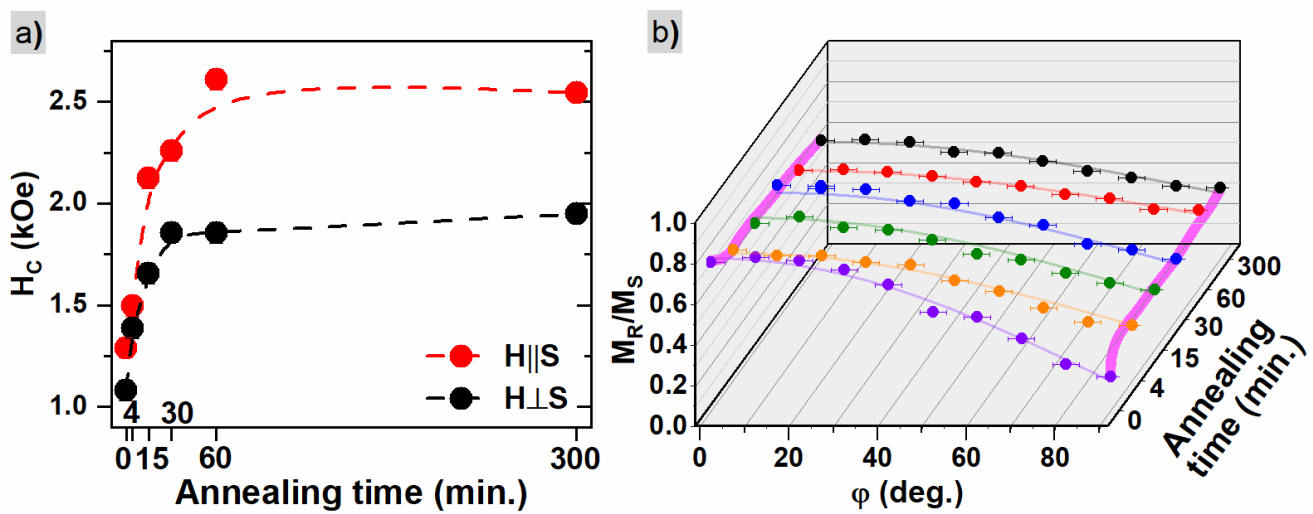 a)
2.5
2.0
1.5
1.0
H_C (kOe)
H||S
H⊥S
4 30
0 15 60 300
Annealing time (min.)
b)
1.0
0.8
0.6
0.4
0.2
0.0
M_R/M_S
0 20 40 60 80
φ (deg.)
300
60
30
15
4
0
Annealing
time (min.)